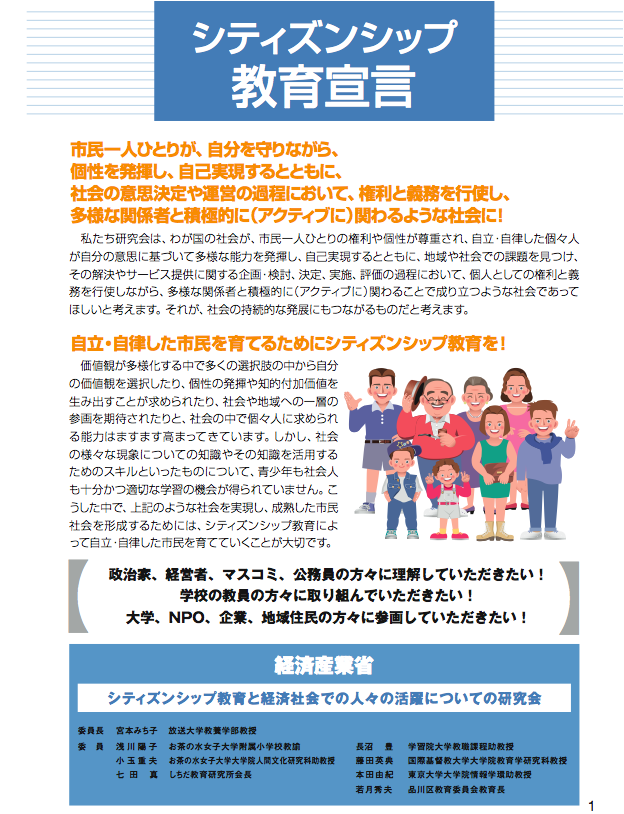 シティズンシップ
教育宣言
市民一人ひとりが、自分を守りながら、
個性を発揮し、自己実現するとともに、
社会の意思決定や運営の過程において、権利と義務を行使し、
多様な関係者と積極的に(アクティブに)関わるような社会に!
私たち研究会は、わが国の社会が、市民一人ひとりの権利や個性が尊重され、自立・自律した個々人
が自分の意思に基づいて多様な能力を発揮し、自己実現するとともに、地域や社会での課題を見つけ、
その解決やサービス提供に関する企画・検討、決定、実施、評価の過程において、個人としての権利と義
務を行使しながら、多様な関係者と積極的に(アクティブに)関わることで成り立つような社会であって
ほしいと考えます。それが、社会の持続的な発展にもつながるものだと考えます。
自立・自律した市民を育てるためにシティズンシップ教育を!
価値観が多様化する中で多くの選択肢の中から自分
の価値観を選択したり、個性の発揮や知的付加価値を
生み出すことが求められたり、社会や地域への一層の
参画を期待されたりと、社会の中で個々人に求められ
る能力はますます高まってきています。しかし、社会
の様々な現象についての知識やその知識を活用する
ためのスキルといったものについて、青少年も社会人
も十分かつ適切な学習の機会が得られていません。こ
うした中で、上記のような社会を実現し、成熟した市民
社会を形成するためには、シティズンシップ教育によ
って自立・自律した市民を育てていくことが大切です。
政治家、経営者、マスコミ、公務員の方々に理解していただきたい!
学校の教員の方々に取り組んでいただきたい!
大学、NPO、企業、地域住民の方々に参画していただきたい!
経済産業省
シティズンシップ教育と経済社会での人々の活躍についての研究会
委員長 宮本みち子 放送大学教養学部教授
委員 浅川陽子 お茶の水女子大学附属小学校教諭
小玉重夫 お茶の水女子大学大学院人間文化研究科助教授
七田真 しちだ教育研究所会長
長沼豊 学習院大学教職課程助教授
藤田英典 国際基督教大学大学院教育学研究科教授
本田由紀 東京大学大学院情報学環助教授
若月秀夫 品川区教育委員会教育長
1